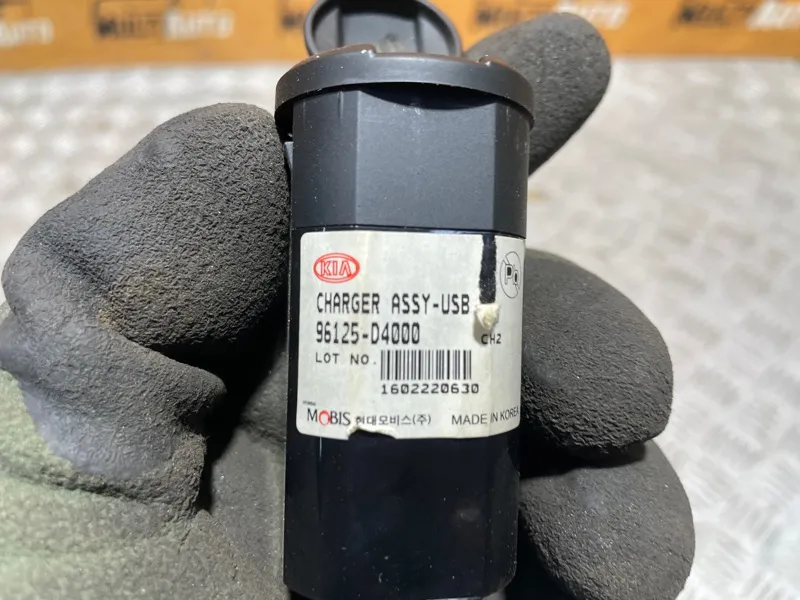 KIA
CHARGER ASSY-USB
96125-D4000
CH2
LOT NO.
1602220630
MOBIS 현대모비스(주)
MADE IN KOREA